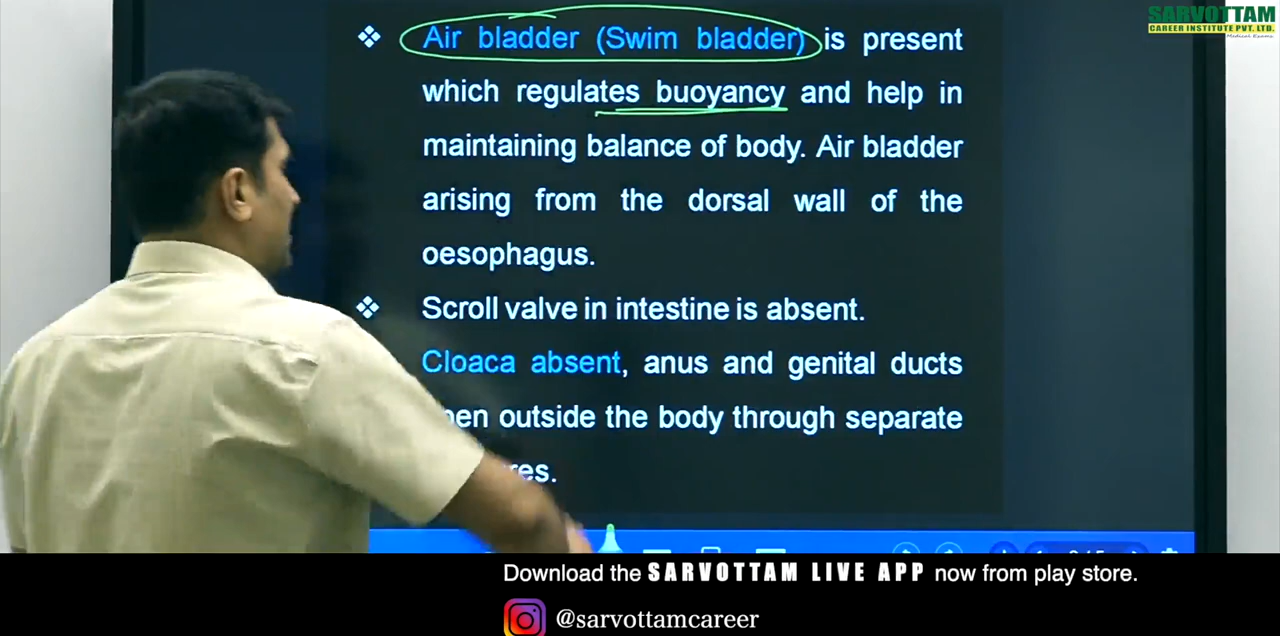 SARVOTTAM
CAREER INSTITUTE PVT. LTD.
Medical Exams
❖ Air bladder (Swim bladder) is present
which regulates buoyancy and help in
maintaining balance of body. Air bladder
arising from the dorsal wall of the
oesophagus.
❖ Scroll valve in intestine is absent.
Cloaca absent, anus and genital ducts
outside the body through separate
Download the SARVOTTAM LIVE APP now from play store.
@sarvottamcareer